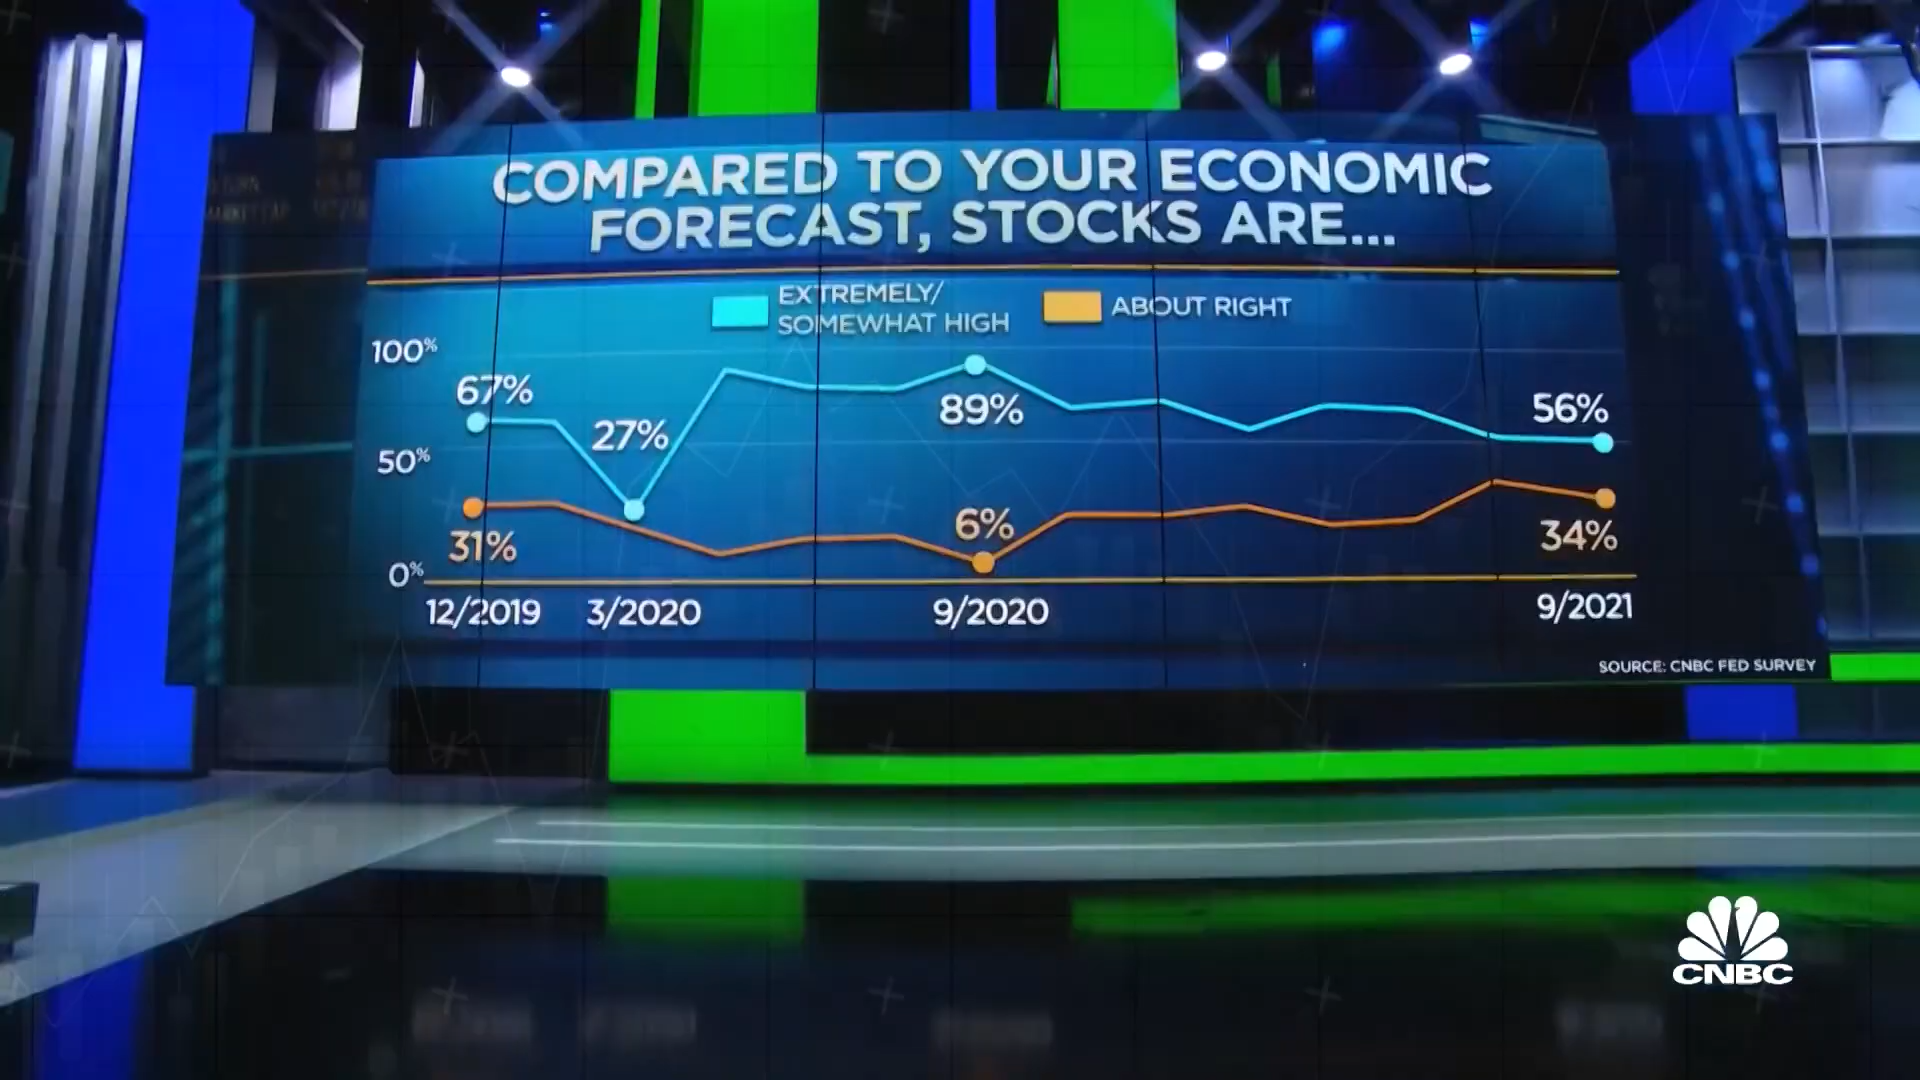 COMPARED TO YOUR ECONOMIC
FORECAST, STOCKS ARE...
EXTREMELY/
SOMEWHAT HIGH
ABOUT RIGHT
100%
67%
27%
89%
56%
50%
31%
6%
34%
0%
12/2019 3/2020 9/2020 9/2021
SOURCE: CNBC FED SURVEY
CNBC